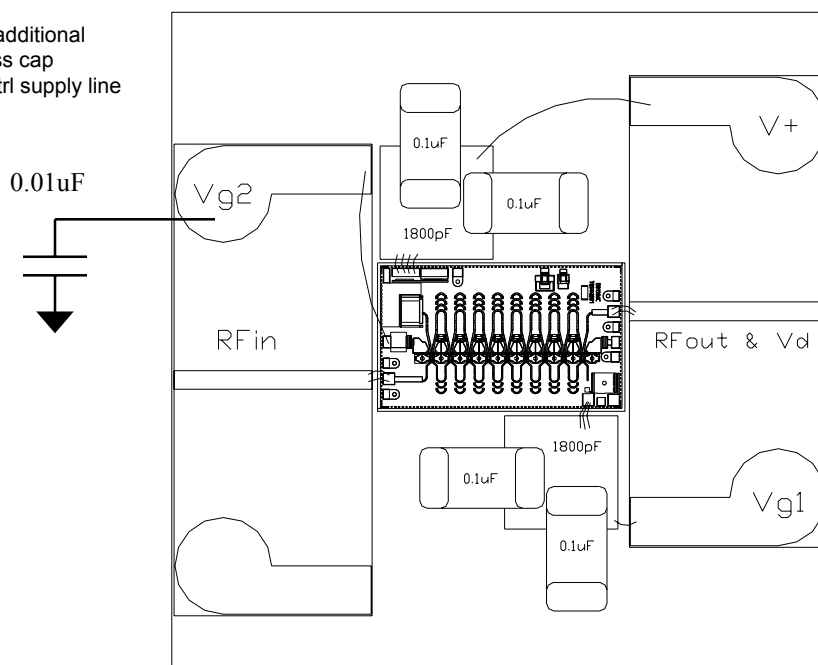 additional
ss cap
trl supply line
0.01uF
Vg2
0.1uF
0.1uF
V+
1800pF
RFin
RFout & Vd
1800pF
0.1uF
0.1uF
Vg1